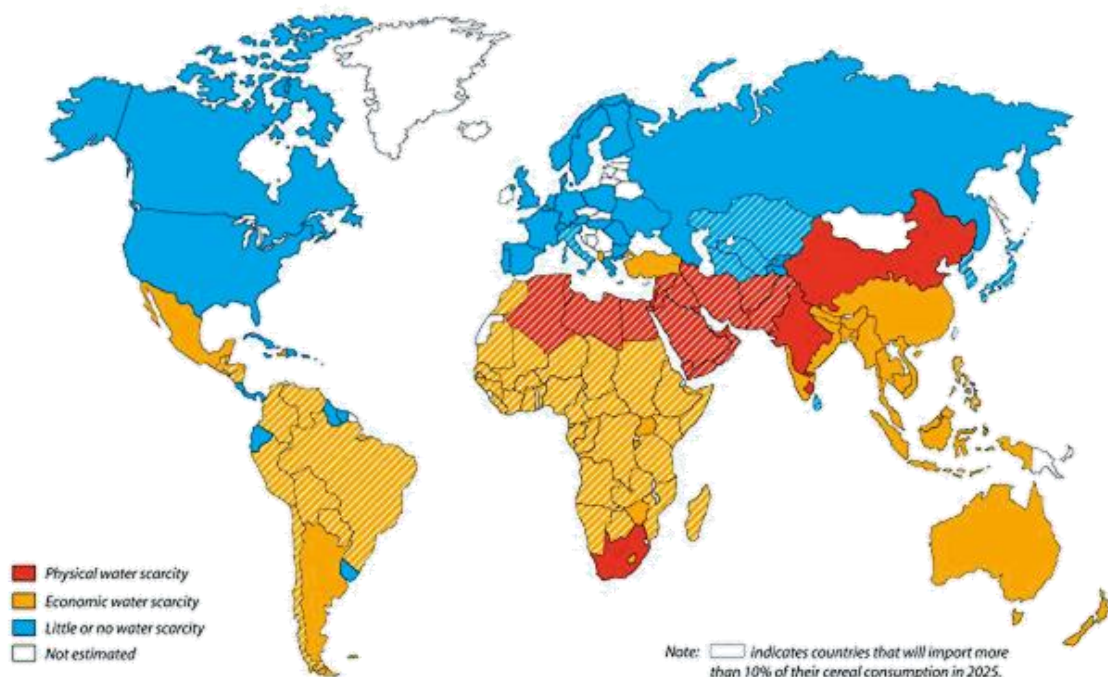 Physical water scarcity
Economic water scarcity
Little or no water scarcity
Not estimated
Note: indicates countries that will import more
than 10% of their cereal consumption in 2025.